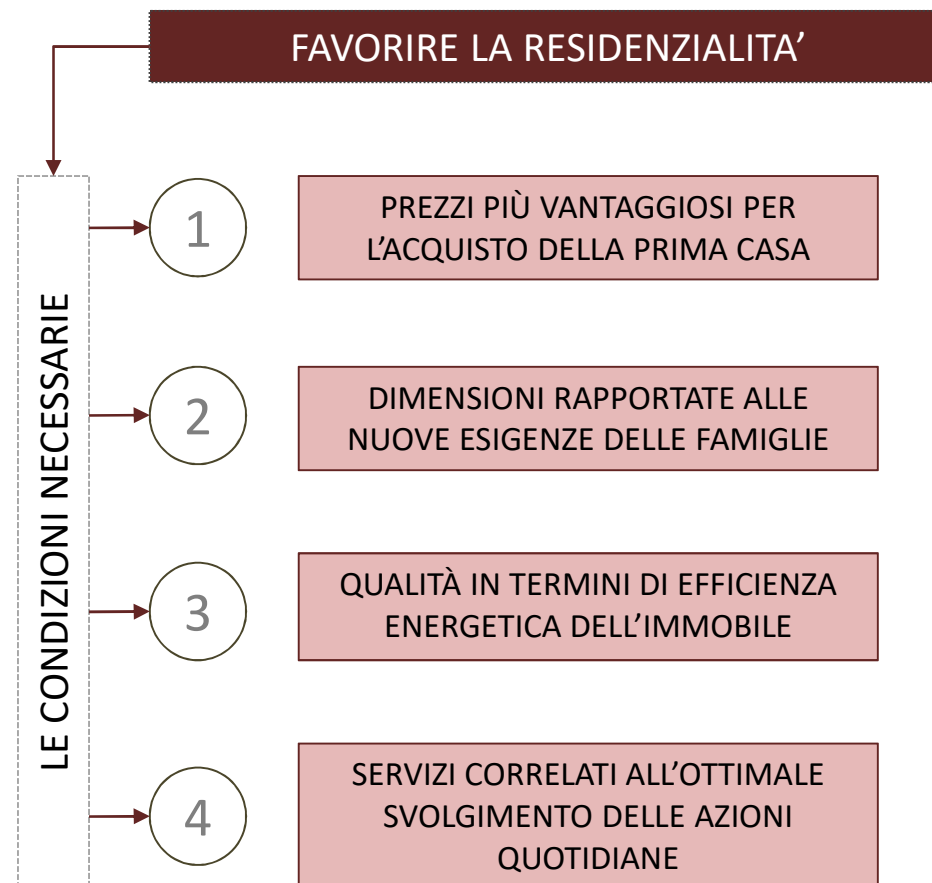 FAVORIRE LA RESIDENZIALITA’
LE CONDIZIONI NECESSARIE
1
PREZZI PIÙ VANTAGGIOSI PER
L’ACQUISTO DELLA PRIMA CASA
2
DIMENSIONI RAPPORTATE ALLE
NUOVE ESIGENZE DELLE FAMIGLIE
3
QUALITÀ IN TERMINI DI EFFICIENZA
ENERGETICA DELL’IMMOBILE
4
SERVIZI CORRELATI ALL’OTTIMALE
SVOLGIMENTO DELLE AZIONI
QUOTIDIANE